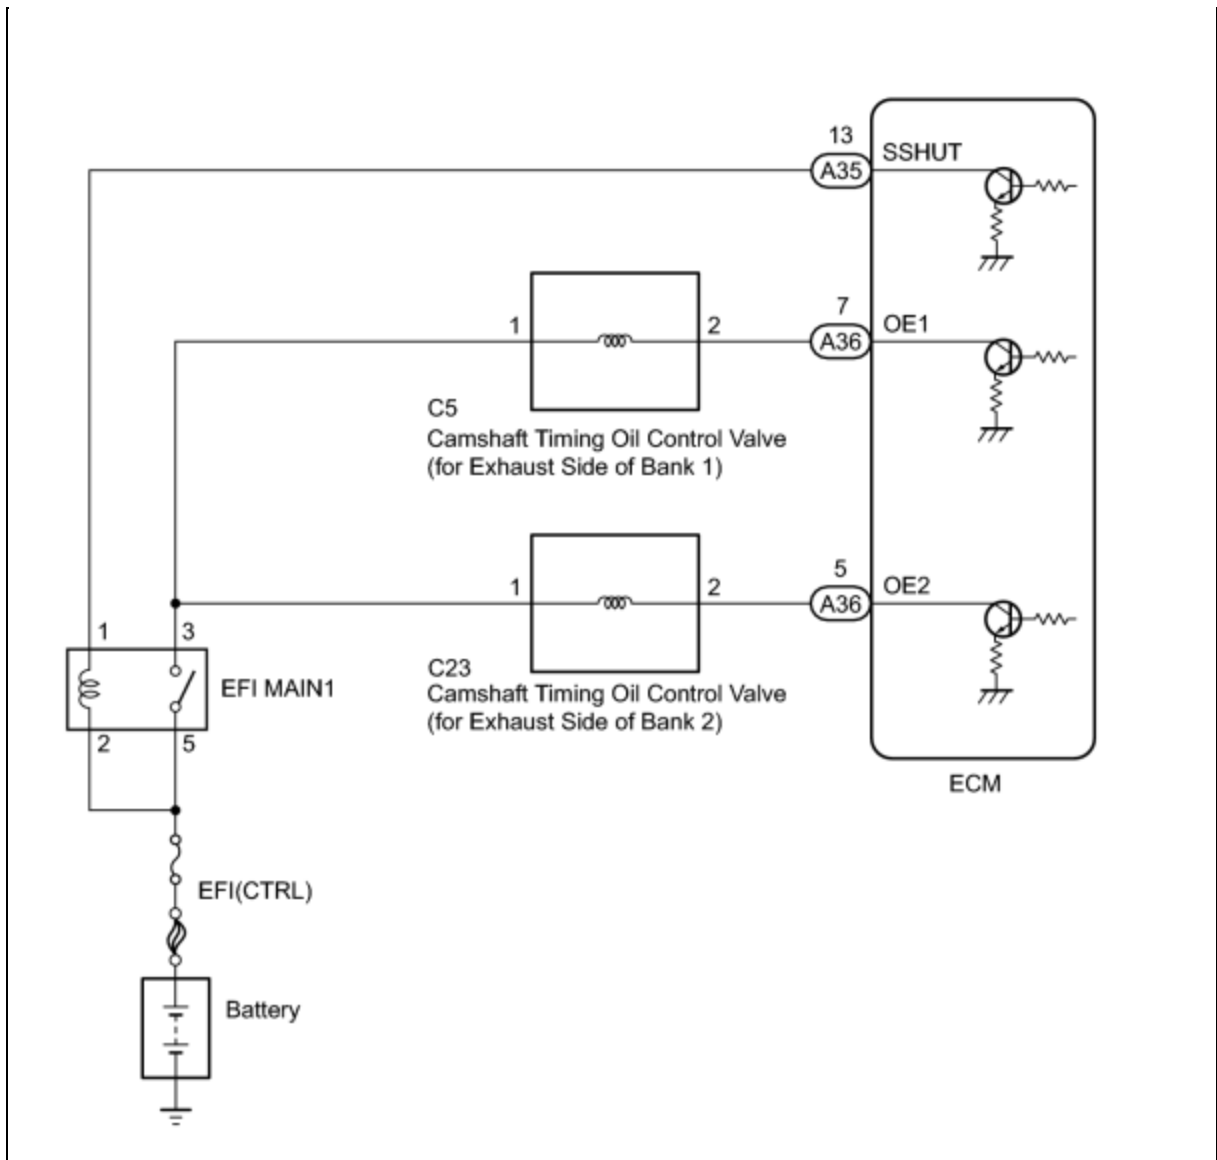 13
SSHUT
A35
7
OE1
1
2
A36
C5
Camshaft Timing Oil Control Valve
(for Exhaust Side of Bank 1)
5
OE2
1
2
A36
1
3
C23
Camshaft Timing Oil Control Valve
(for Exhaust Side of Bank 2)
EFI MAIN1
2
5
ECM
EFI(CTRL)
Battery